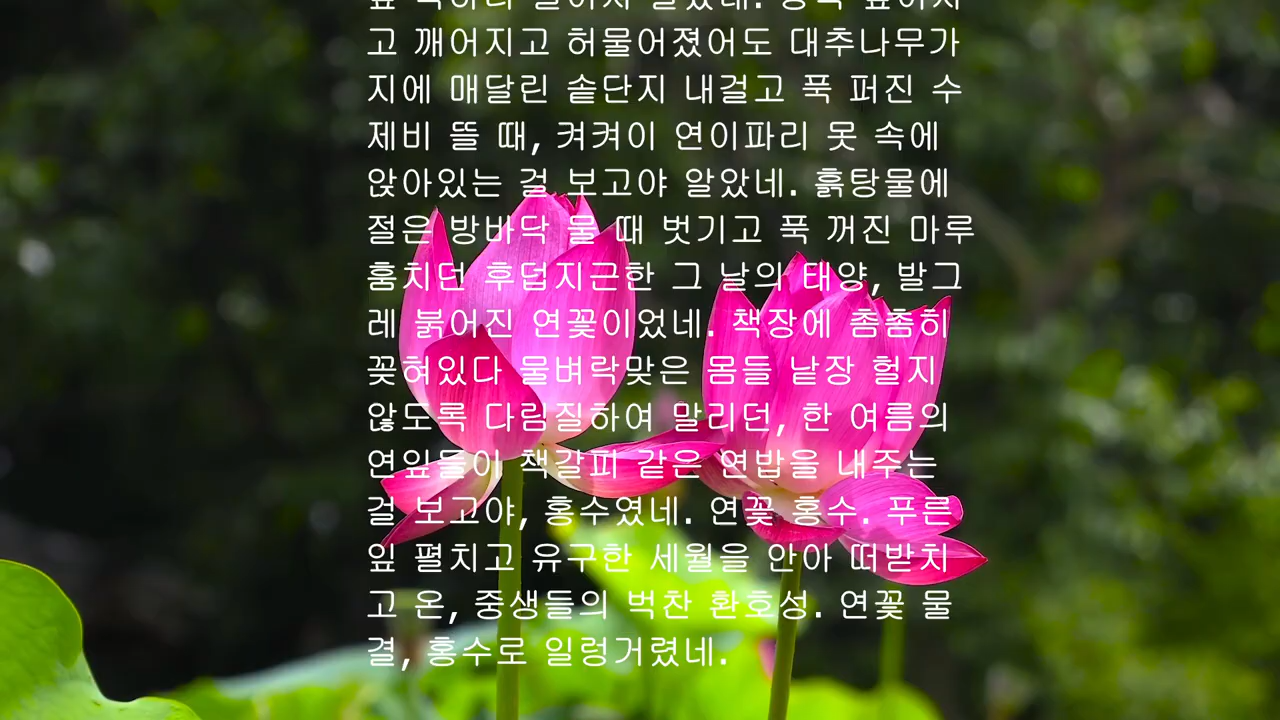 고 깨어지고 허물어졌어도 대추나무가
지에 매달린 솥단지 내걸고 푹 퍼진 수
제비 뜰 때, 켜켜이 연이파리 못 속에
앉아있는 걸 보고야 알았네. 흙탕물에
절은 방바닥 물 때 벗기고 푹 꺼진 마루
훔치던 후덥지근한 그 날의 태양, 발그
레 붉어진 연꽃이었네. 책장에 촘촘히
꽂혀있다 물벼락맞은 몸들 낱장 헐지
않도록 다림질하여 말리던, 한 여름의
연잎들이 책갈피 같은 연밥을 내주는
걸 보고야, 홍수였네. 연꽃 홍수. 푸른
잎 펼치고 유구한 세월을 안아 떠받치
고 온, 중생들의 벅찬 환호성. 연꽃 물
결, 홍수로 일렁거렸네.